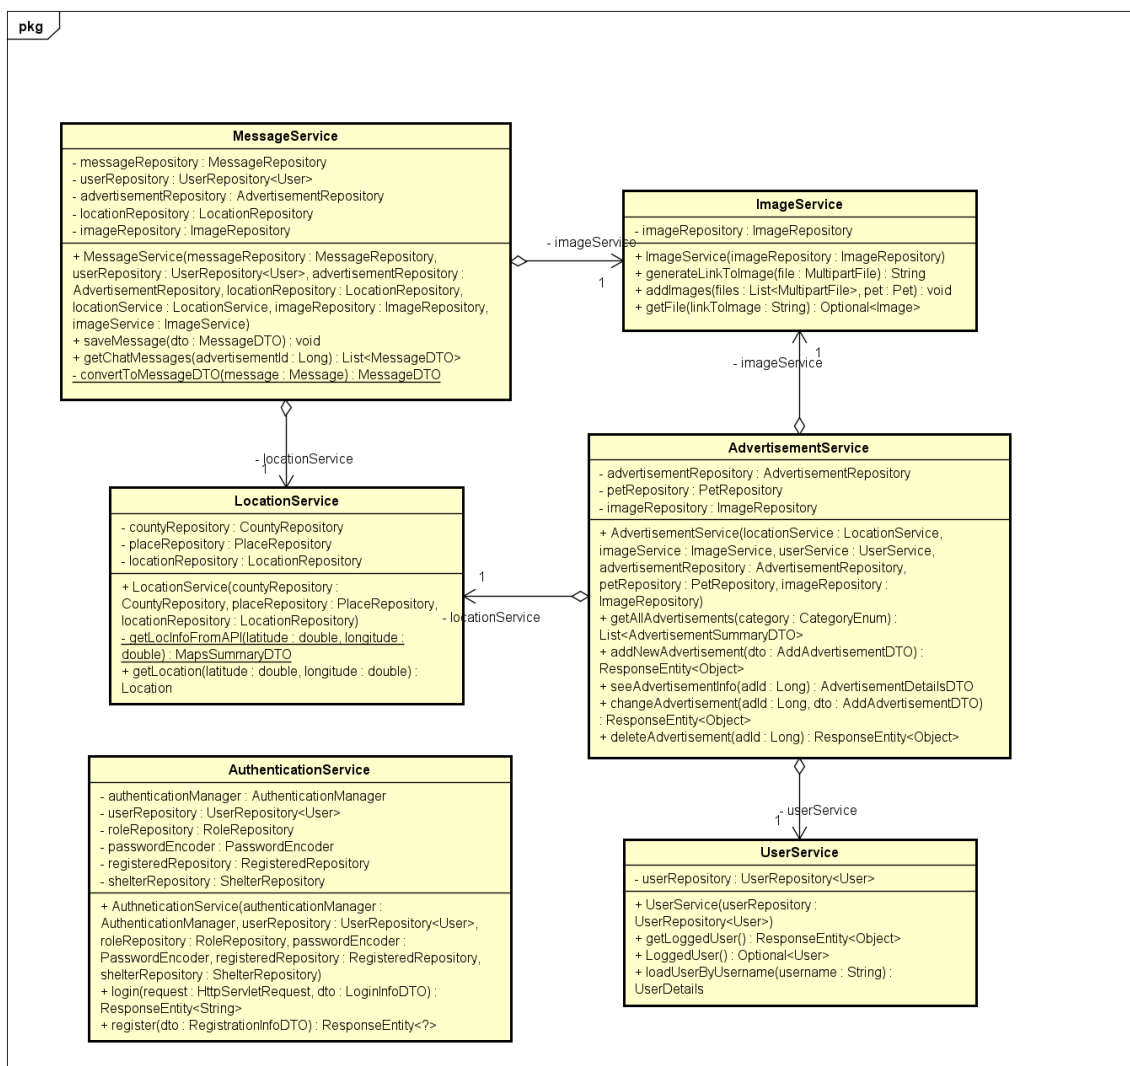 pkg
MessageService
- messageRepository : MessageRepository
- userRepository : UserRepository<User>
- advertisementRepository : AdvertisementRepository
- locationRepository : LocationRepository
- imageRepository : ImageRepository
+ MessageService(messageRepository : MessageRepository,
userRepository : UserRepository<User>, advertisementRepository :
AdvertisementRepository, locationRepository : LocationRepository,
locationService : LocationService, imageRepository : ImageRepository,
imageService : ImageService)
+ saveMessage(dto : MessageDTO) : void
+ getChatMessages(advertisementId : Long) : List<MessageDTO>
- convertToMessageDTO(message : Message) : MessageDTO
- imageService
1
ImageService
- imageRepository : ImageRepository
+ ImageService(imageRepository : ImageRepository)
+ generateLinkToImage(file : MultipartFile) : String
+ addImages(files : List<MultipartFile>, pet : Pet) : void
+ getFile(linkToImage : String) : Optional<Image>
1
- imageService
- locationService
1
LocationService
- countyRepository : CountyRepository
- placeRepository : PlaceRepository
- locationRepository : LocationRepository
+ LocationService(countyRepository :
CountyRepository, placeRepository : PlaceRepository,
locationRepository : LocationRepository)
- getLocInfoFromAPI(latitude : double, longitude :
double) : MapsSummaryDTO
+ getLocation(latitude : double, longitude : double) :
Location
1
- locationService
AdvertisementService
- advertisementRepository : AdvertisementRepository
- petRepository : PetRepository
- imageRepository : ImageRepository
+ AdvertisementService(locationService : LocationService,
imageService : ImageService, userService : UserService,
advertisementRepository : AdvertisementRepository,
petRepository : PetRepository, imageRepository :
ImageRepository)
+ getAllAdvertisements(category : CategoryEnum) :
List<AdvertisementSummaryDTO>
+ addNewAdvertisement(dto : AddAdvertisementDTO) :
ResponseEntity<Object>
+ seeAdvertisementInfo(adId : Long) : AdvertisementDetailsDTO
+ changeAdvertisement(adId : Long, dto : AddAdvertisementDTO)
: ResponseEntity<Object>
+ deleteAdvertisement(adId : Long) : ResponseEntity<Object>
AuthenticationService
- authenticationManager : AuthenticationManager
- userRepository : UserRepository<User>
- roleRepository : RoleRepository
- passwordEncoder : PasswordEncoder
- registeredRepository : RegisteredRepository
- shelterRepository : ShelterRepository
+ AuthneticationService(authenticationManager :
AuthenticationManager, userRepository : UserRepository<User>,
roleRepository : RoleRepository, passwordEncoder :
PasswordEncoder, registeredRepository : RegisteredRepository,
shelterRepository : ShelterRepository)
+ login(request : HttpServletRequest, dto : LoginInfoDTO) :
ResponseEntity<String>
+ register(dto : RegistrationInfoDTO) : ResponseEntity<?>
- userService
1
UserService
- userRepository : UserRepository<User>
+ UserService(userRepository :
UserRepository<User>)
+ getLoggedUser() : ResponseEntity<Object>
+ LoggedUser() : Optional<User>
+ loadUserByUsername(username : String) :
UserDetails